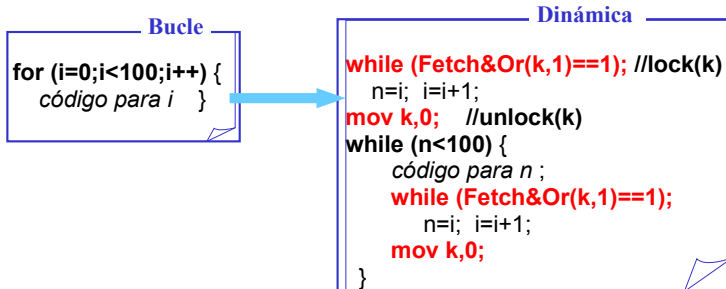 Bucle
for (i=0;i<100;i++) {
código para i }
Dinámica
while (Fetch&Or(k,1)==1); //lock(k)
n=i; i=i+1;
mov k,0; //unlock(k)
while (n<100) {
código para n ;
while (Fetch&Or(k,1)==1);
n=i; i=i+1;
mov k,0;
}